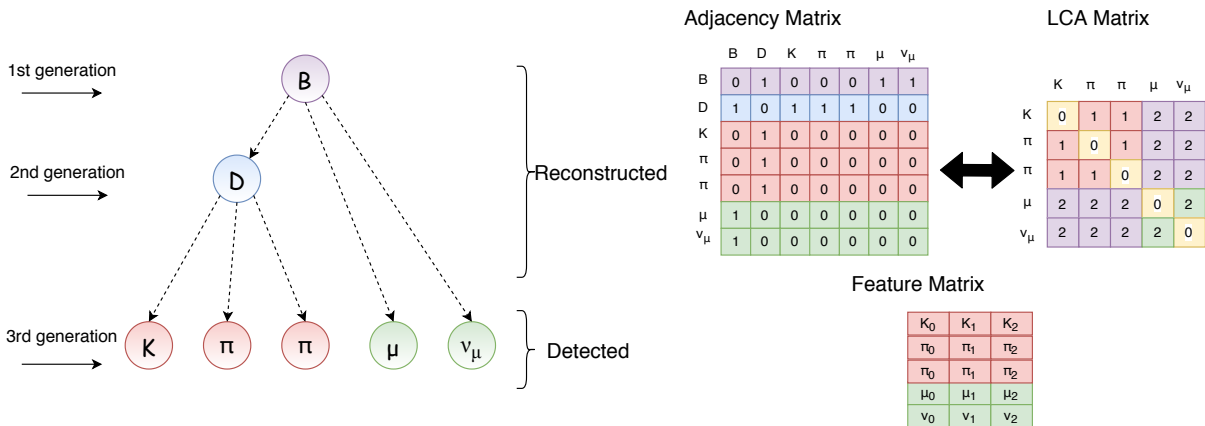 1st generation
2nd generation
3rd generation
B
D
K π π μ ν_μ
Reconstructed
Detected
Adjacency Matrix
B D K π π μ ν_μ
B 0 1 0 0 0 1 1
D 1 0 1 1 1 0 0
K 0 1 0 0 0 0 0
π 0 1 0 0 0 0 0
π 0 1 0 0 0 0 0
μ 1 0 0 0 0 0 0
ν_μ 1 0 0 0 0 0 0
LCA Matrix
K π π μ ν_μ
K 0 1 1 2 2
π 1 0 1 2 2
π 1 1 0 2 2
μ 2 2 2 0 2
ν_μ 2 2 2 2 0
Feature Matrix
K₀ K₁ K₂
π₀ π₁ π₂
π₀ π₁ π₂
μ₀ μ₁ μ₂
ν₀ ν₁ ν₂